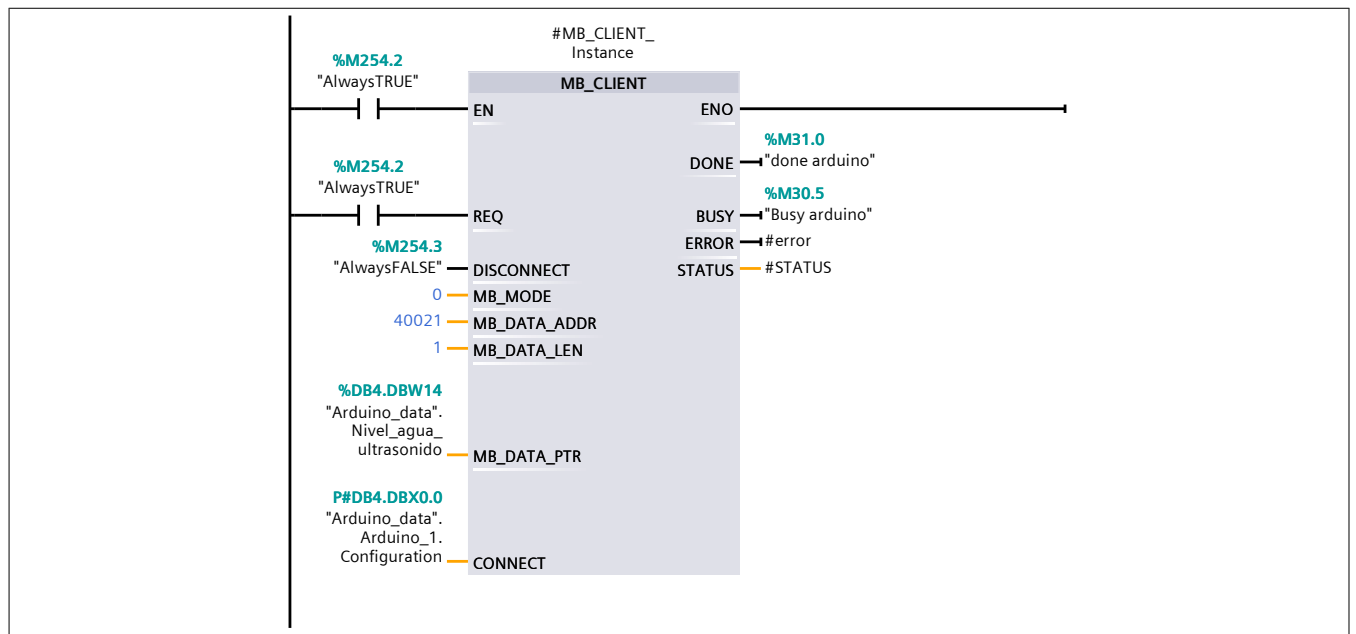 #MB_CLIENT_
Instance
%M254.2
"AlwaysTRUE"
MB_CLIENT
EN
ENO
%M31.0
"done arduino"
DONE
%M254.2
"AlwaysTRUE"
%M30.5
"Busy arduino"
REQ
BUSY
ERROR
#error
%M254.3
"AlwaysFALSE"
DISCONNECT
STATUS
#STATUS
0
MB_MODE
40021
MB_DATA_ADDR
1
MB_DATA_LEN
%DB4.DBW14
"Arduino_data".
Nivel_agua_
ultrasonido
MB_DATA_PTR
P#DB4.DBX0.0
"Arduino_data".
Arduino_1.
Configuration
CONNECT